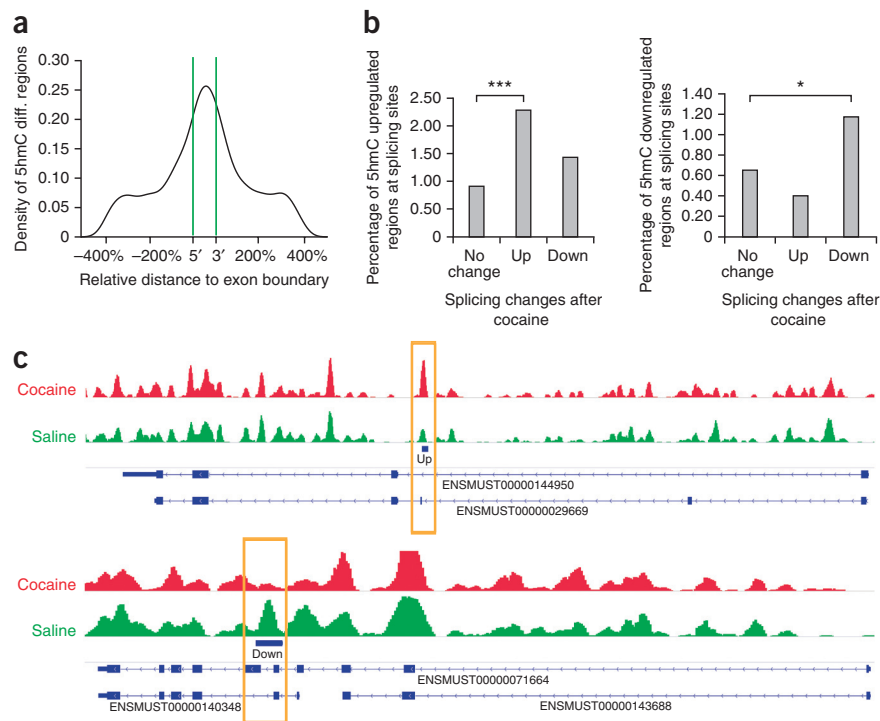 a
Density of 5hmC diff. regions
0.30
0.25
0.20
0.15
0.10
0.05
0
–400%
–200%
5′
3′
200%
400%
Relative distance to exon boundary
b
Percentage of 5hmC upregulated
regions at splicing sites
2.50
2.00
1.50
1.00
0.50
0.00
***
No
change
Up
Down
Splicing changes after
cocaine
Percentage of 5hmC downregulated
regions at splicing sites
1.40
1.20
1.00
0.80
0.60
0.40
0.20
0.00
*
No
change
Up
Down
Splicing changes after
cocaine
c
Cocaine
Saline
Up
ENSMUST00000144950
ENSMUST00000029669
Cocaine
Saline
Down
ENSMUST00000071664
ENSMUST00000140348
ENSMUST00000143688